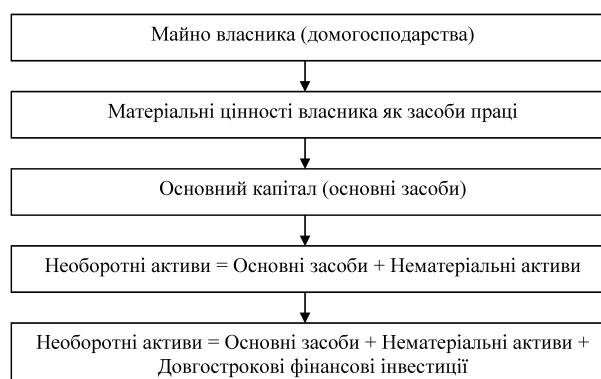 Майно власника (домогосподарства)
Матеріальні цінності власника як засоби праці
Основний капітал (основні засоби)
Необоротні активи = Основні засоби + Нематеріальні активи
Необоротні активи = Основні засоби + Нематеріальні активи +
Довгострокові фінансові інвестиції